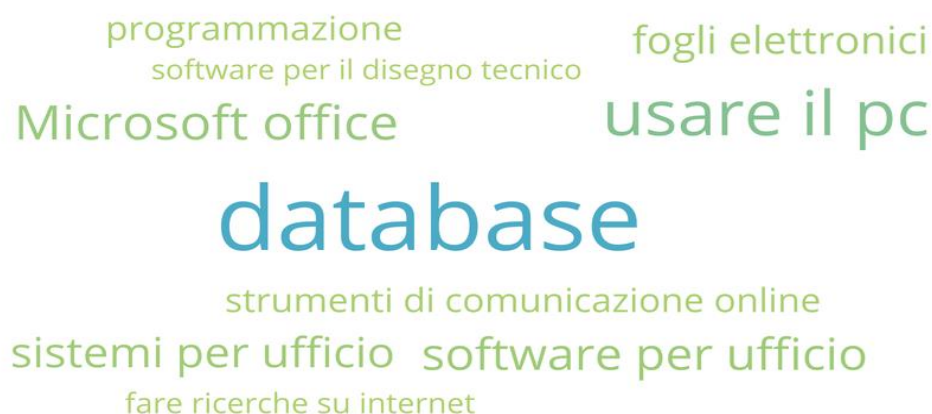 programmazione
fogli elettronici
software per il disegno tecnico
Microsoft office
usare il pc
database
strumenti di comunicazione online
sistemi per ufficio
software per ufficio
fare ricerche su internet